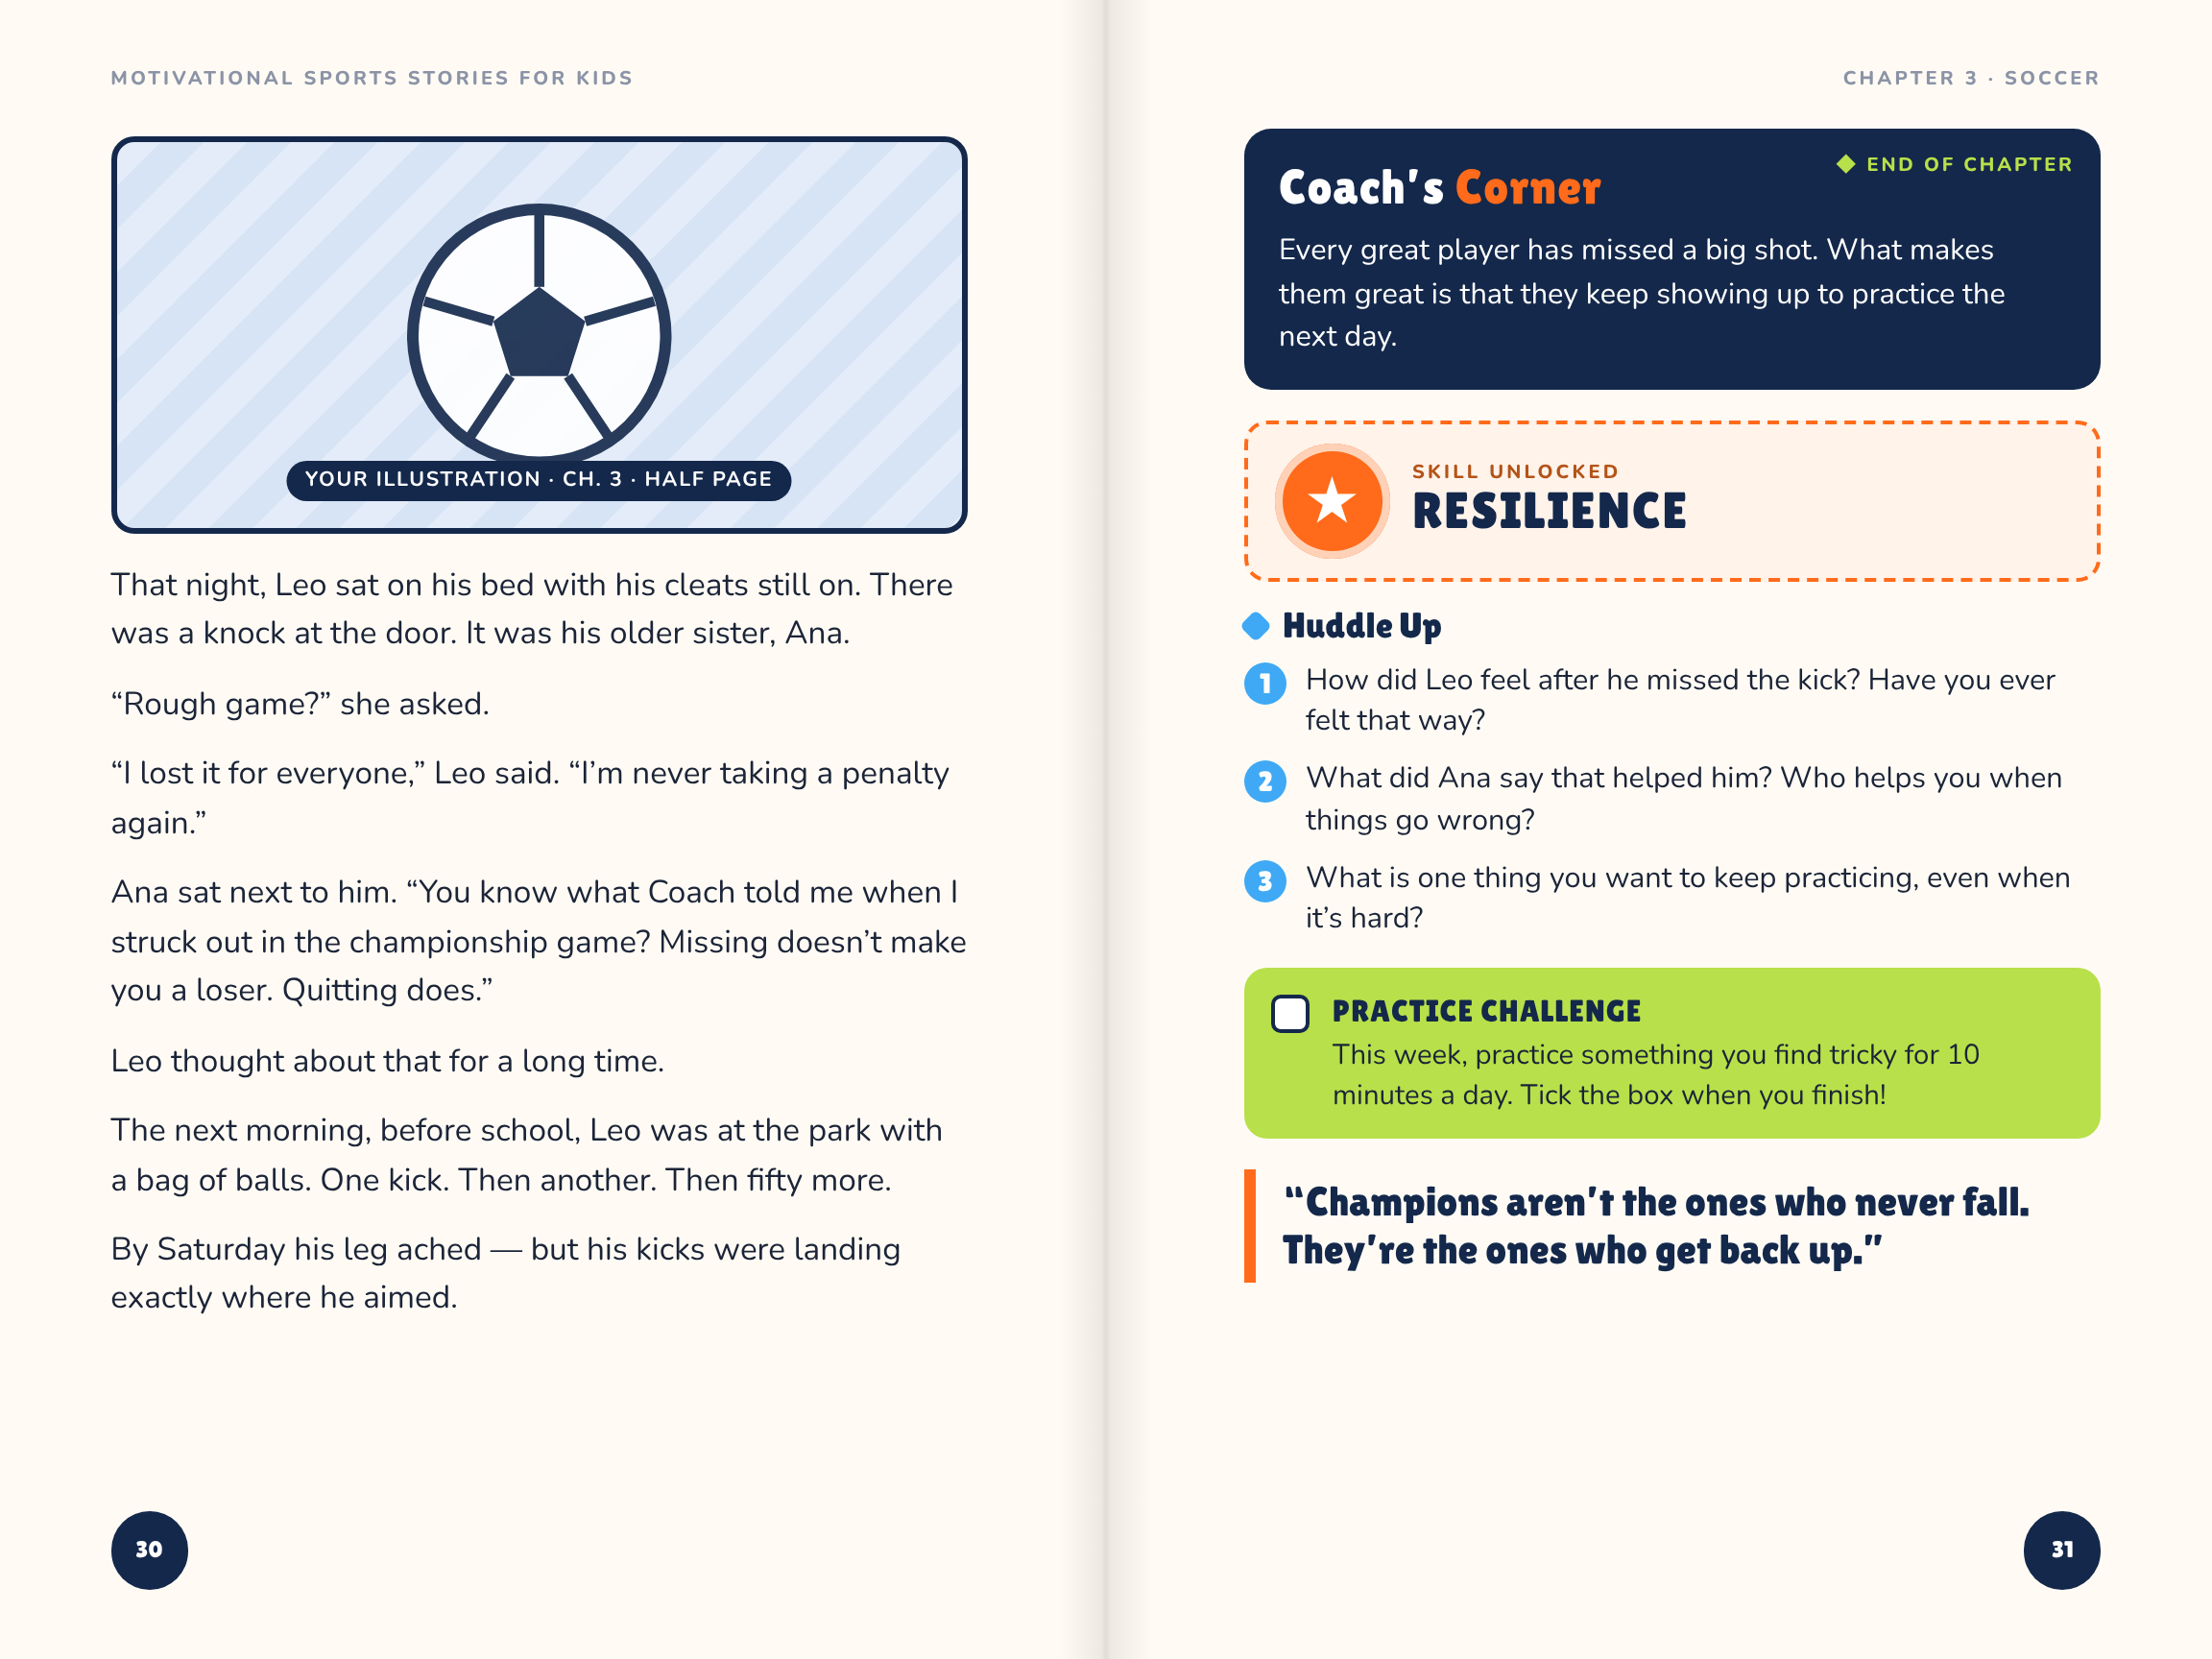 MOTIVATIONAL SPORTS STORIES FOR KIDS
YOUR ILLUSTRATION · CH. 3 · HALF PAGE
That night, Leo sat on his bed with his cleats still on. There
was a knock at the door. It was his older sister, Ana.
“Rough game?” she asked.
“I lost it for everyone,” Leo said. “I’m never taking a penalty
again.”
Ana sat next to him. “You know what Coach told me when I
struck out in the championship game? Missing doesn’t make
you a loser. Quitting does.”
Leo thought about that for a long time.
The next morning, before school, Leo was at the park with
a bag of balls. One kick. Then another. Then fifty more.
By Saturday his leg ached — but his kicks were landing
exactly where he aimed.
30
CHAPTER 3 · SOCCER
END OF CHAPTER
Coach’s Corner
Every great player has missed a big shot. What makes
them great is that they keep showing up to practice the
next day.
SKILL UNLOCKED
RESILIENCE
Huddle Up
1 How did Leo feel after he missed the kick? Have you ever
felt that way?
2 What did Ana say that helped him? Who helps you when
things go wrong?
3 What is one thing you want to keep practicing, even when
it’s hard?
PRACTICE CHALLENGE
This week, practice something you find tricky for 10
minutes a day. Tick the box when you finish!
“Champions aren’t the ones who never fall.
They’re the ones who get back up.”
31